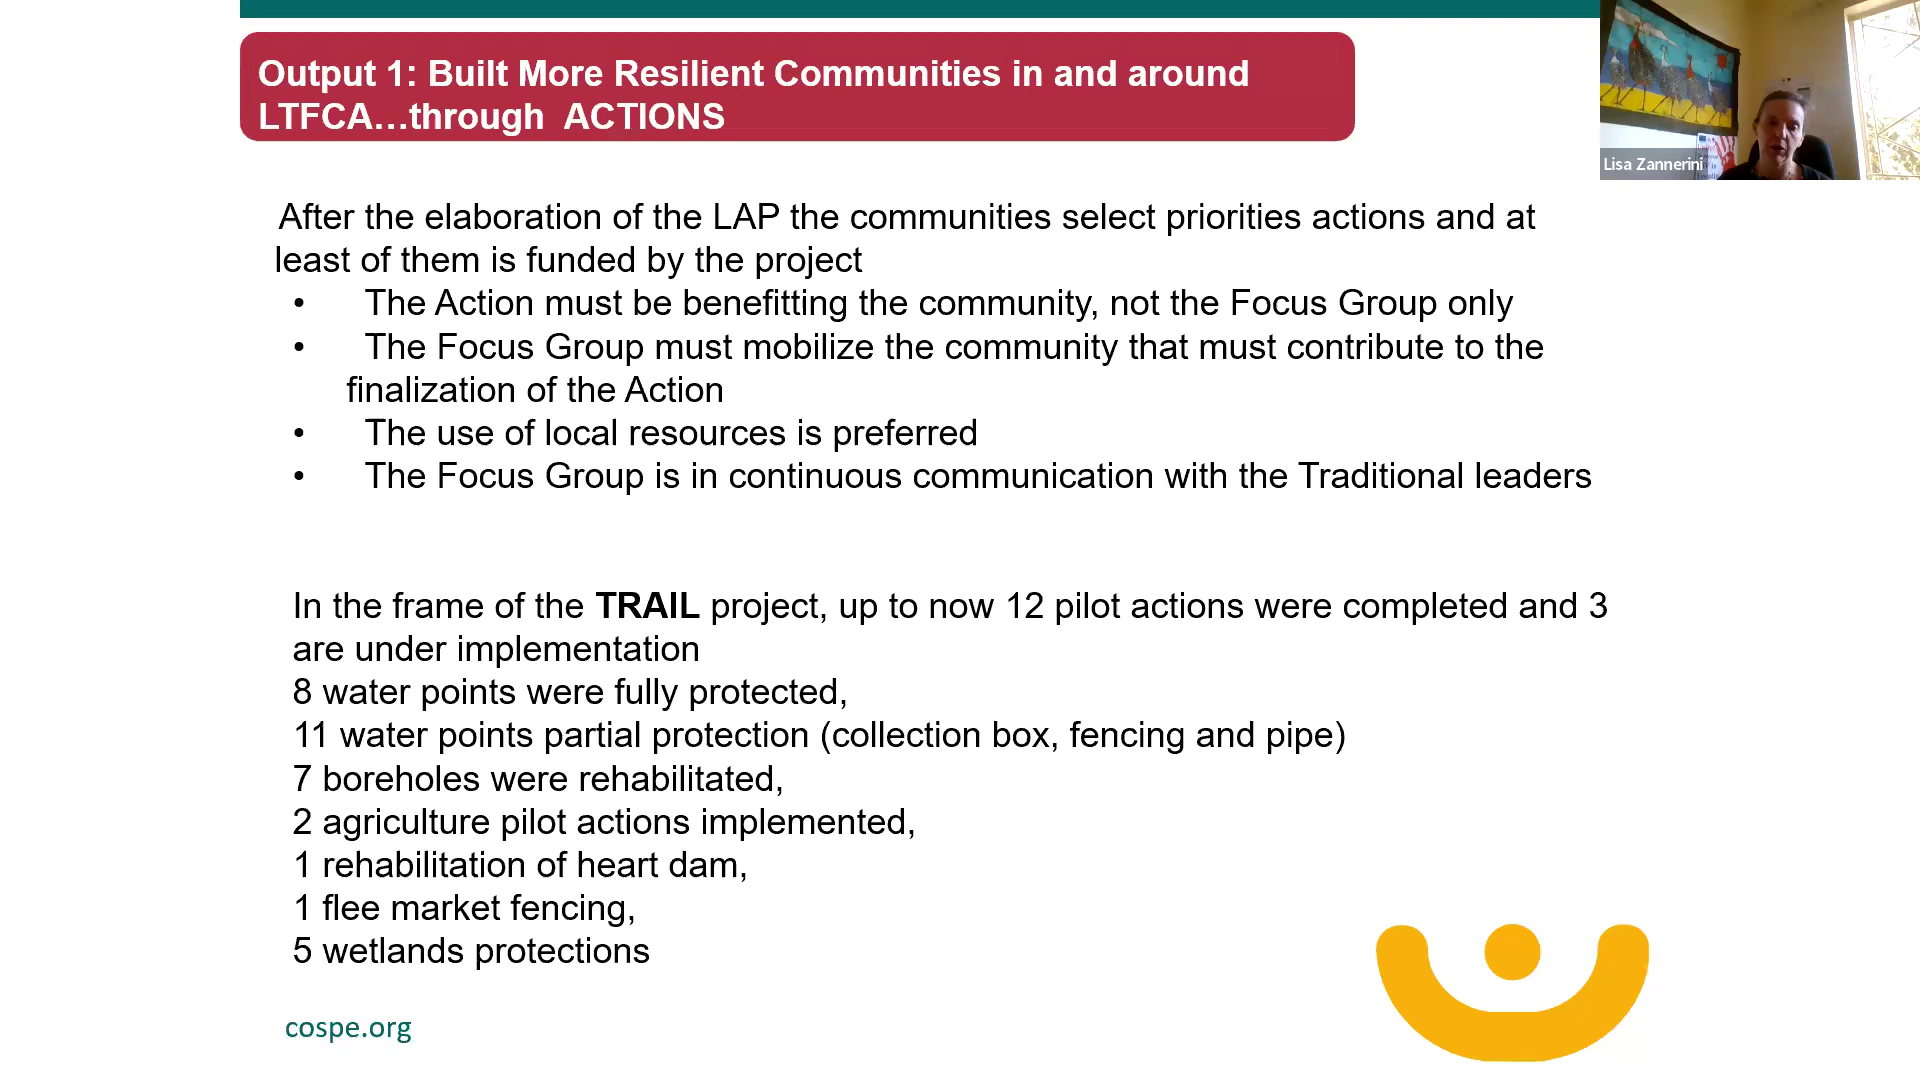 Output 1: Built More Resilient Communities in and around
LTFCA...through ACTIONS
Lisa Zannerini
After the elaboration of the LAP the communities select priorities actions and at
least of them is funded by the project
• The Action must be benefitting the community, not the Focus Group only
• The Focus Group must mobilize the community that must contribute to the
finalization of the Action
• The use of local resources is preferred
• The Focus Group is in continuous communication with the Traditional leaders
In the frame of the TRAIL project, up to now 12 pilot actions were completed and 3
are under implementation
8 water points were fully protected,
11 water points partial protection (collection box, fencing and pipe)
7 boreholes were rehabilitated,
2 agriculture pilot actions implemented,
1 rehabilitation of heart dam,
1 flee market fencing,
5 wetlands protections
cospe.org